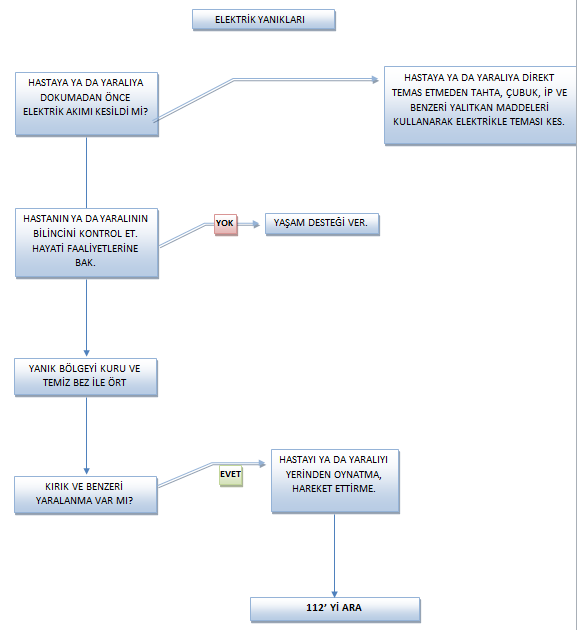 ELEKTRİK YANIKLARI
HASTAYA YA DA YARALIYA
DOKUMADAN ÖNCE
ELEKTRİK AKIMI KESİLDİ Mİ?
HASTAYA YA DA YARALIYA DİREKT
TEMAS ETMEDEN TAHTA, ÇUBUK, İP VE
BENZERİ YALITKAN MADDELERİ
KULLANARAK ELEKTRİKLE TEMASI KES.
HASTANIN YA DA YARALININ
BİLİNCİNİ KONTROL ET.
HAYATİ FAALİYETLERİNE
BAK.
YOK
YAŞAM DESTEĞİ VER.
YANIK BÖLGEYİ KURU VE
TEMİZ BEZ İLE ÖRT
KIRIK VE BENZERİ
YARALANMA VAR MI?
EVET
HASTAYI YA DA YARALIYI
YERİNDEN OYNATMA,
HAREKET ETTİRME.
112' Yİ ARA